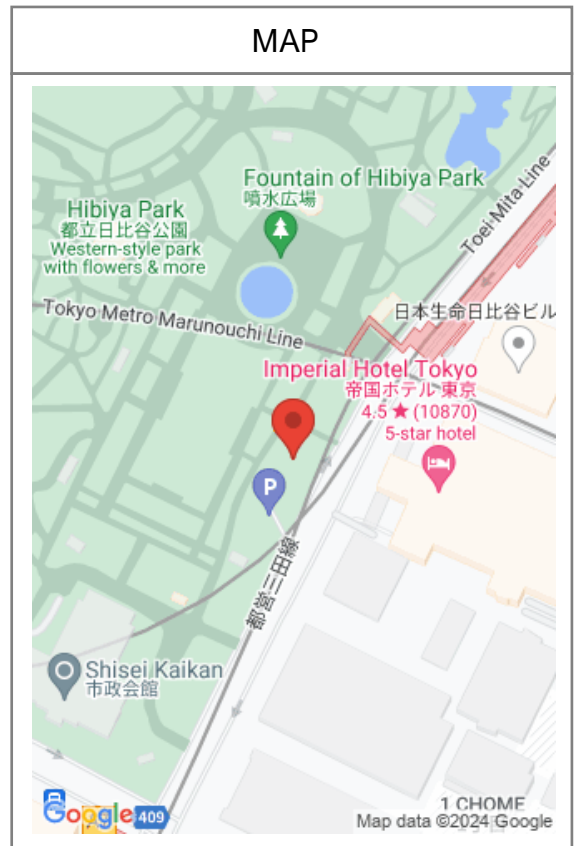 MAP
Fountain of Hibiya Park
噴水広場
Hibiya Park
都立日比谷公園
Western-style park
with flowers & more
Toei Mita Line
Tokyo Metro Marunouchi Line
日本生命日比谷ビル
Imperial Hotel Tokyo
帝国ホテル 東京
4.5 ★ (10870)
5-star hotel
P
都営三田線
Shisei Kaikan
市政会館
1 CHOME
Google
409
Map data ©2024 Google